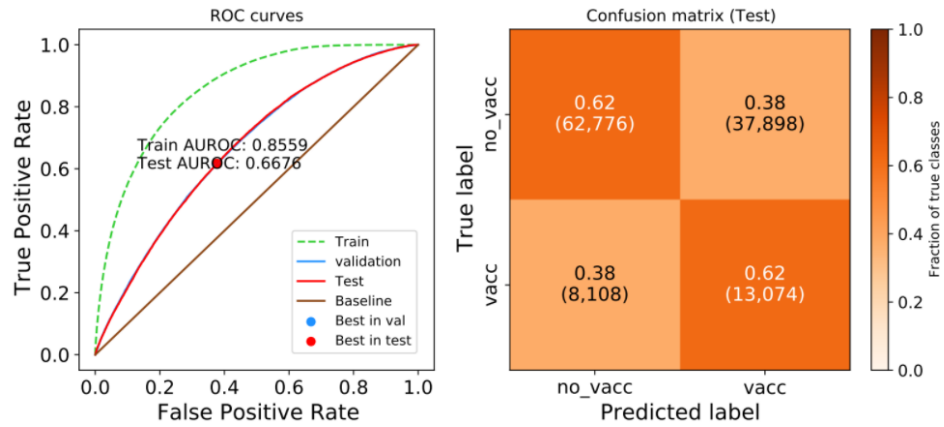 ROC curves
True Positive Rate
1.0
0.8
0.6
0.4
0.2
0.0
Train AUROC: 0.8559
Test AUROC: 0.6676
Train
validation
Test
Baseline
Best in val
Best in test
0.0 0.2 0.4 0.6 0.8 1.0
False Positive Rate
Confusion matrix (Test)
True label
no_vacc
vacc
0.62
(62,776)
0.38
(37,898)
0.38
(8,108)
0.62
(13,074)
no_vacc vacc
Predicted label
1.0
0.8
0.6
0.4
0.2
0.0
Fraction of true classes